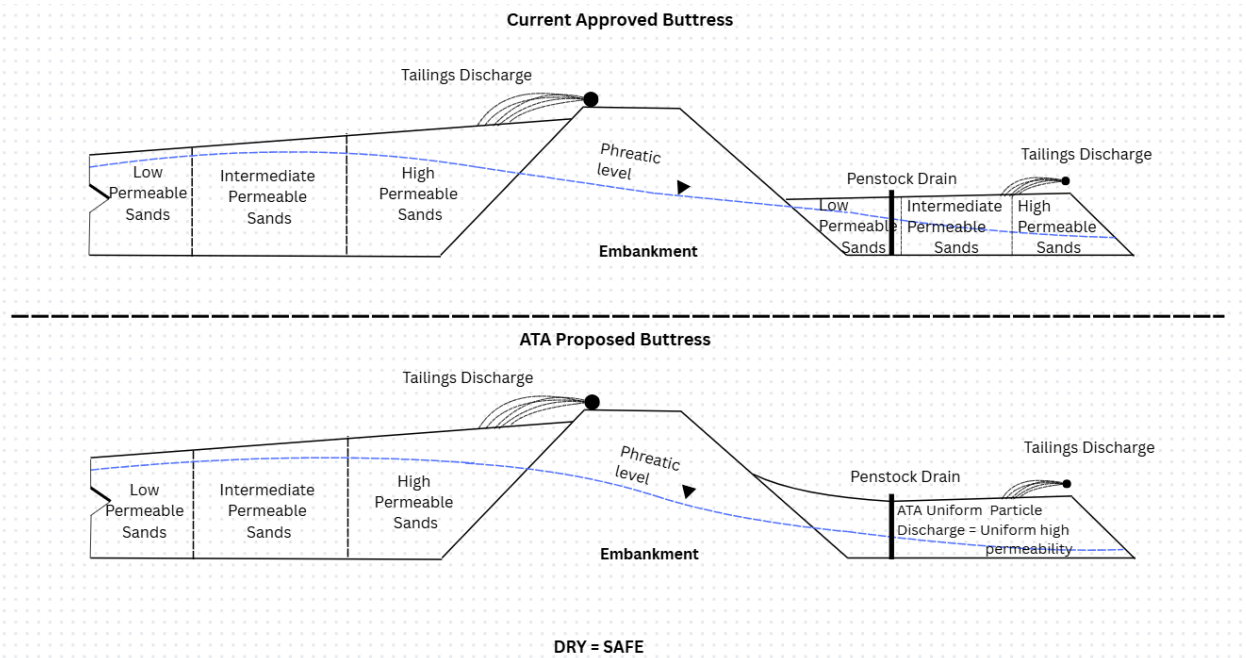 Current Approved Buttress
Tailings Discharge
Phreatic
level
Tailings Discharge
Penstock Drain
Low
Permeable
Sands
Intermediate
Permeable
Sands
High
Permeable
Sands
Low
Permeable
Sands
Intermediate
Permeable
Sands
High
Permeable
Sands
Embankment
ATA Proposed Buttress
Tailings Discharge
Phreatic
level
Tailings Discharge
Penstock Drain
Low
Permeable
Sands
Intermediate
Permeable
Sands
High
Permeable
Sands
ATA Uniform Particle
Discharge = Uniform high
permeability
Embankment
DRY = SAFE